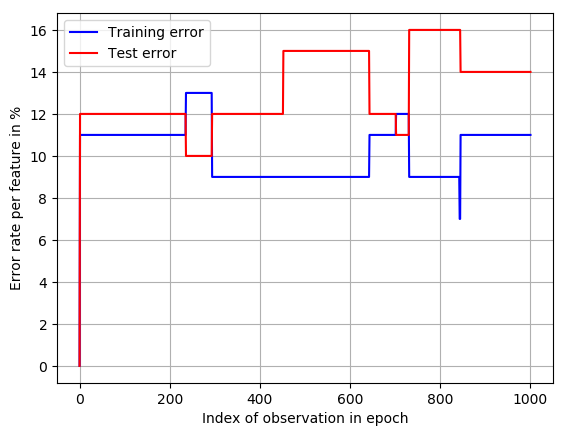 Training error
Test error
16
14
12
10
8
6
4
2
0
Error rate per feature in %
0 200 400 600 800 1000
Index of observation in epoch